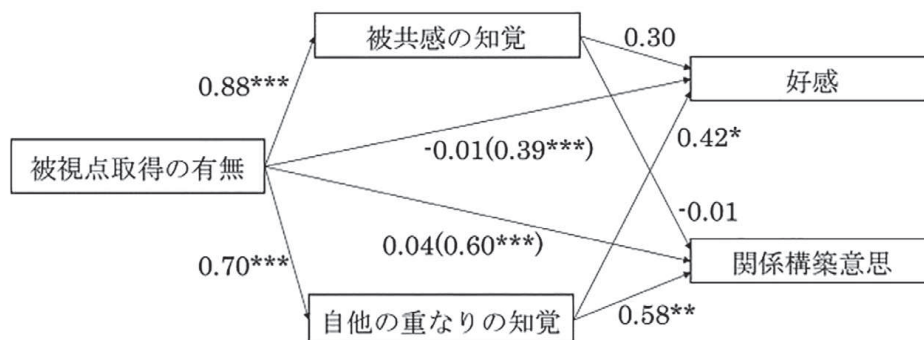 被共感の知覚
0.30
好感
0.88***
0.42*
-0.01(0.39***)
被視点取得の有無
-0.01
0.04(0.60***)
関係構築意思
0.70***
自他の重なりの知覚
0.58**